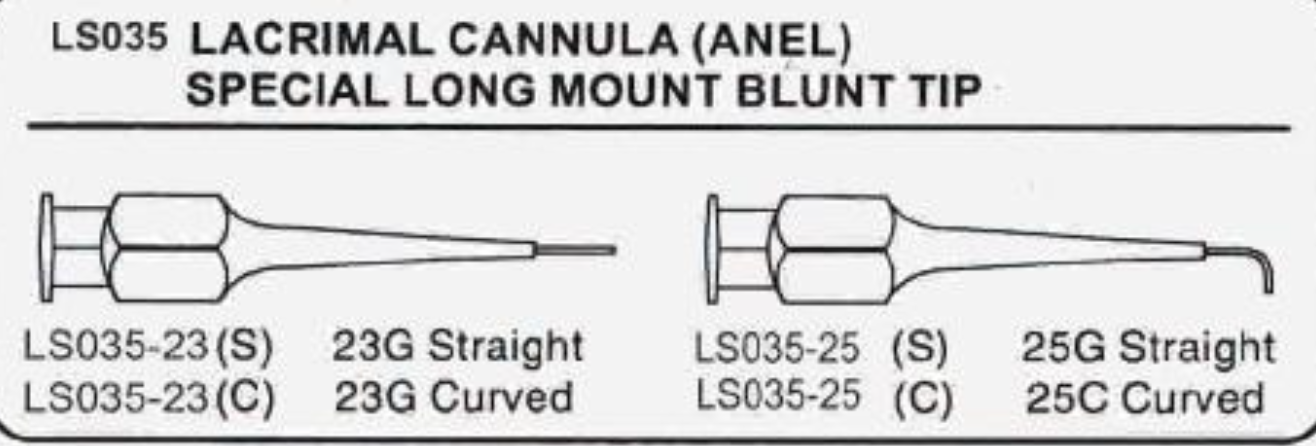 LS035 LACRIMAL CANNULA (ANEL)
SPECIAL LONG MOUNT BLUNT TIP
LS035-23(S) 23G Straight
LS035-23(C) 23G Curved
LS035-25 (S) 25G Straight
LS035-25 (C) 25C Curved